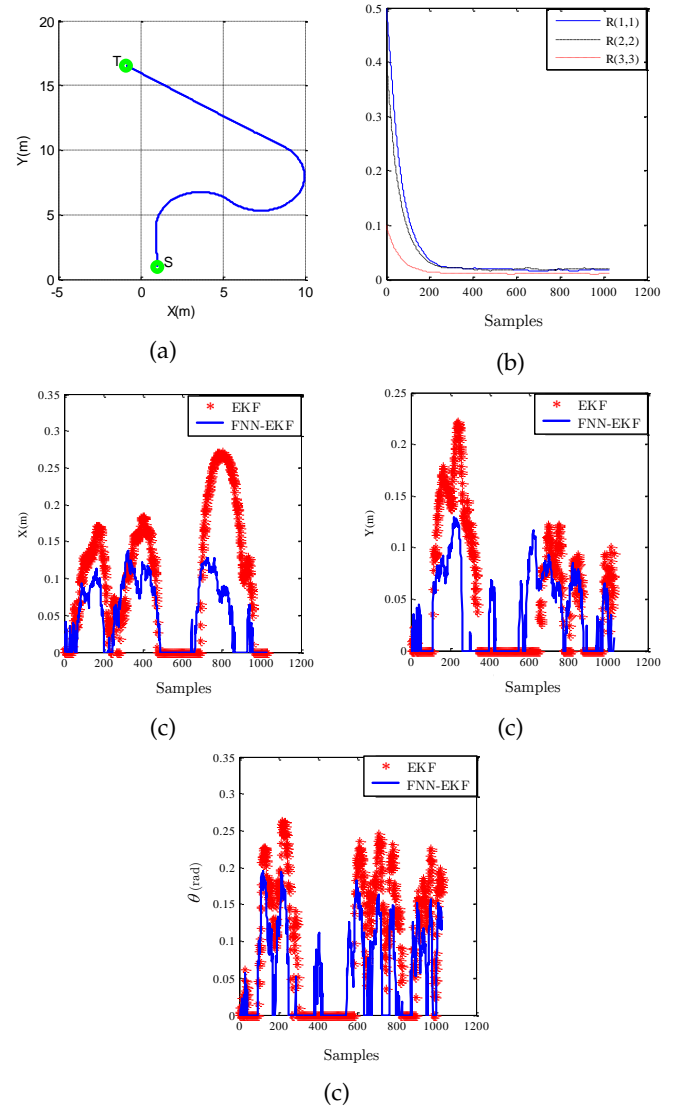 20
15
10
5
0
-5
0
5
10
Y(m)
X(m)
T
S
(a)
0.5
0.4
0.3
0.2
0.1
0
0
200
400
600
800
1000
1200
R(1,1)
R(2,2)
R(3,3)
Samples
(b)
0.35
0.3
0.25
0.2
0.15
0.1
0.05
0
0
200
400
600
800
1000
1200
X(m)
EKF
FNN-EKF
Samples
(c)
0.25
0.2
0.15
0.1
0.05
0
0
200
400
600
800
1000
1200
Y(m)
EKF
FNN-EKF
Samples
(c)
0.35
0.3
0.25
0.2
0.15
0.1
0.05
0
0
200
400
600
800
1000
1200
θ (rad)
EKF
FNN-EKF
Samples
(c)